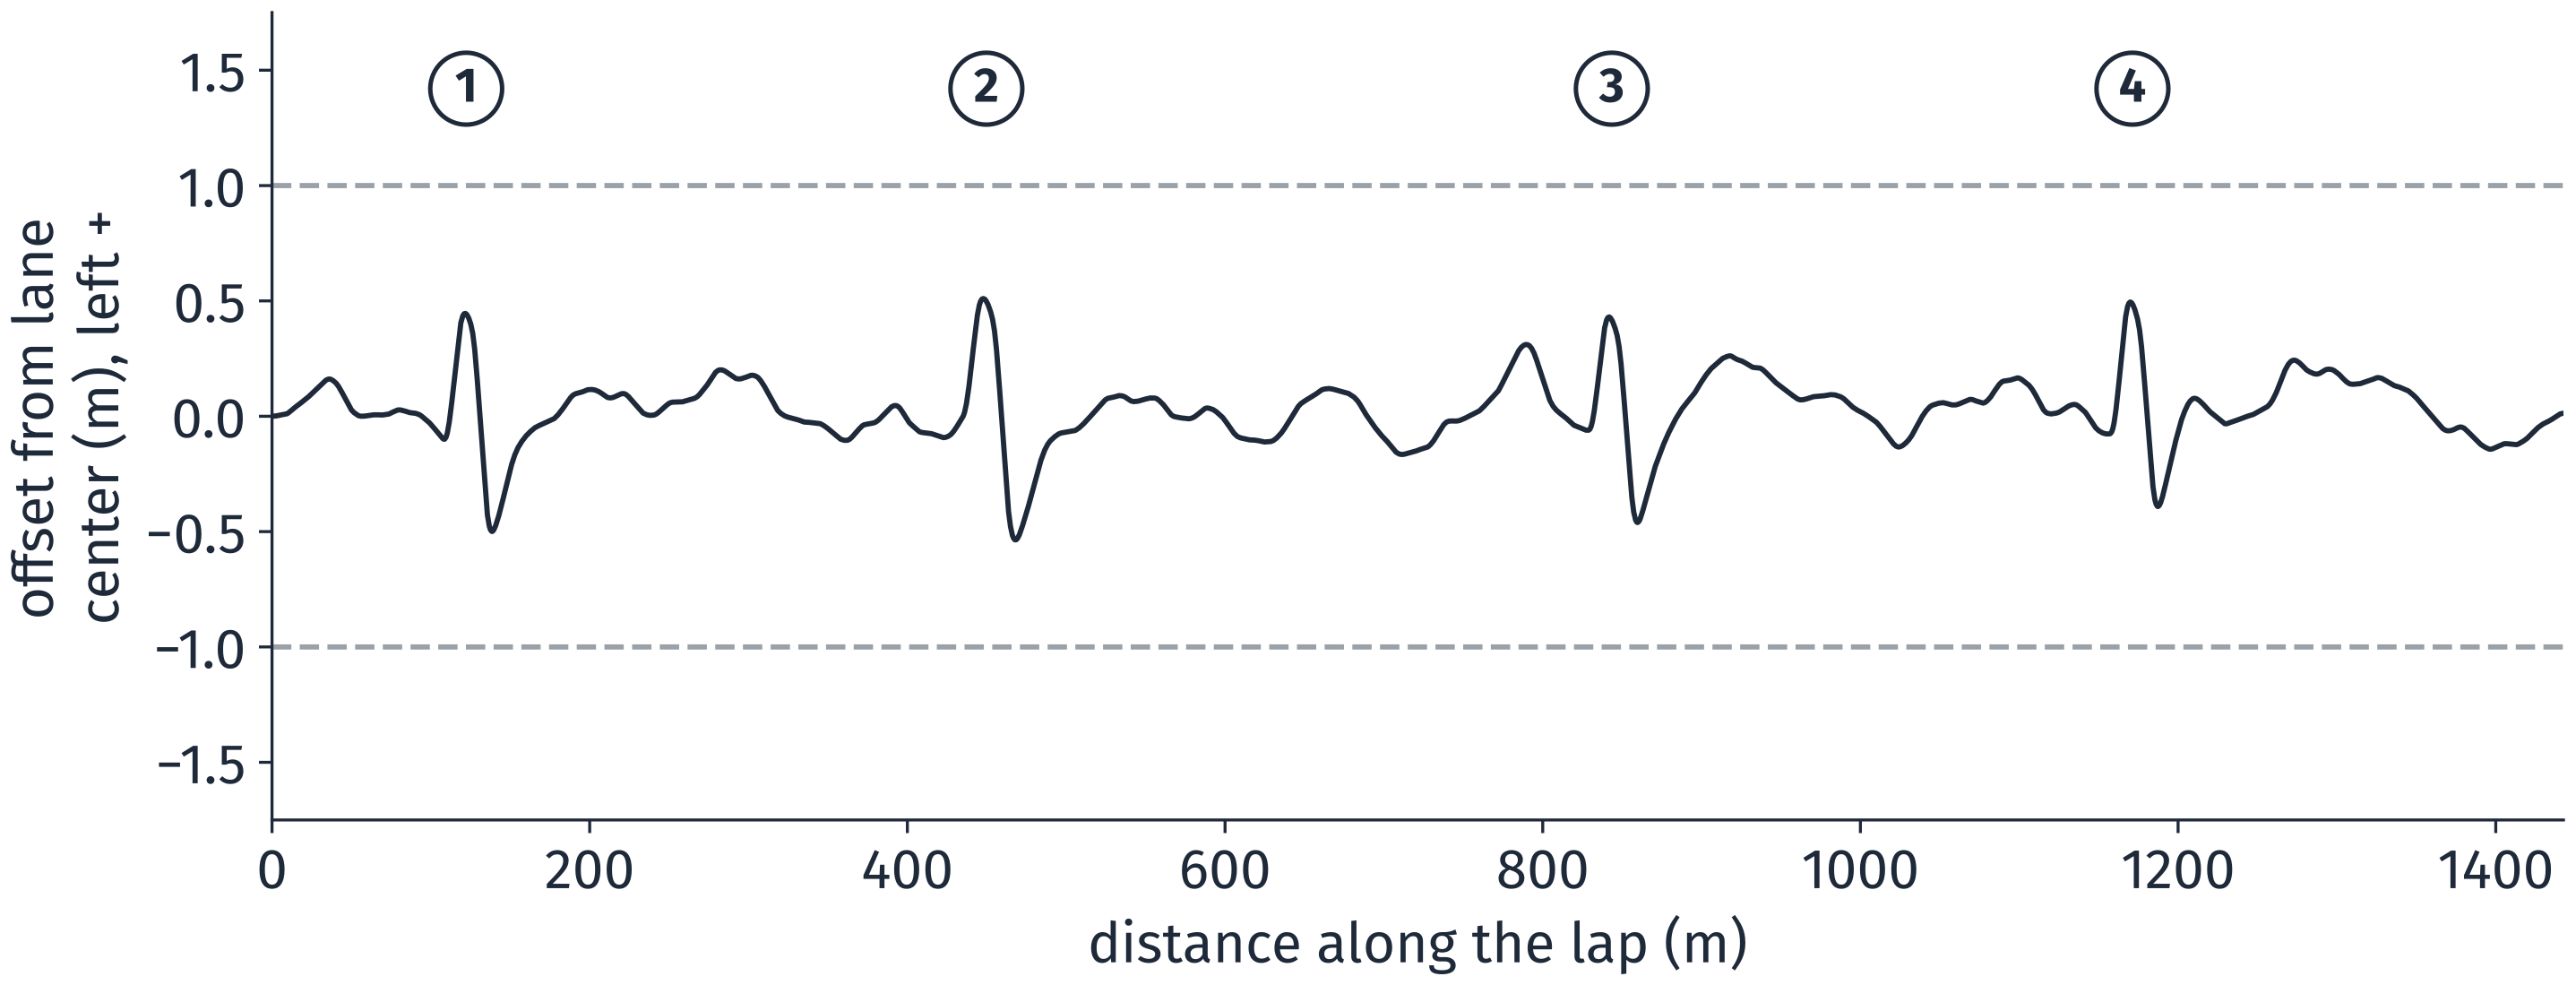 1 2 3 4
1.5
1.0
0.5
0.0
−0.5
−1.0
−1.5
offset from lane
center (m), left +
0 200 400 600 800 1000 1200 1400
distance along the lap (m)